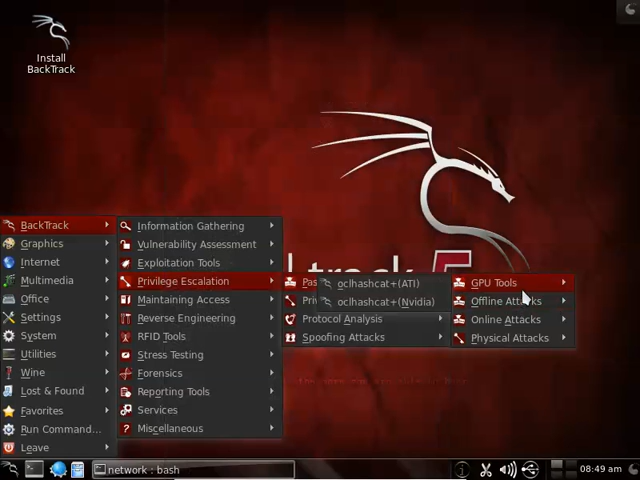 Install
BackTrack
BackTrack
Graphics
Internet
Multimedia
Office
Settings
System
Utilities
Wine
Lost & Found
Favorites
Run Command...
Leave
Information Gathering
Vulnerability Assessment
Exploitation Tools
Privilege Escalation
Maintaining Access
Reverse Engineering
RFID Tools
Stress Testing
Forensics
Reporting Tools
Services
Miscellaneous
Protocol Analysis
Spoofing Attacks
oclhashcat+(ATI)
oclhashcat+(Nvidia)
GPU Tools
Offline Attacks
Online Attacks
Physical Attacks
network : bash
08:49 am